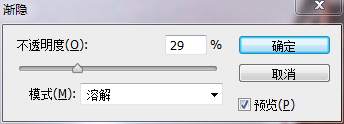 渐隐
不透明度(O): 29 % 确定
取消
模式(M): 溶解
预览(P)